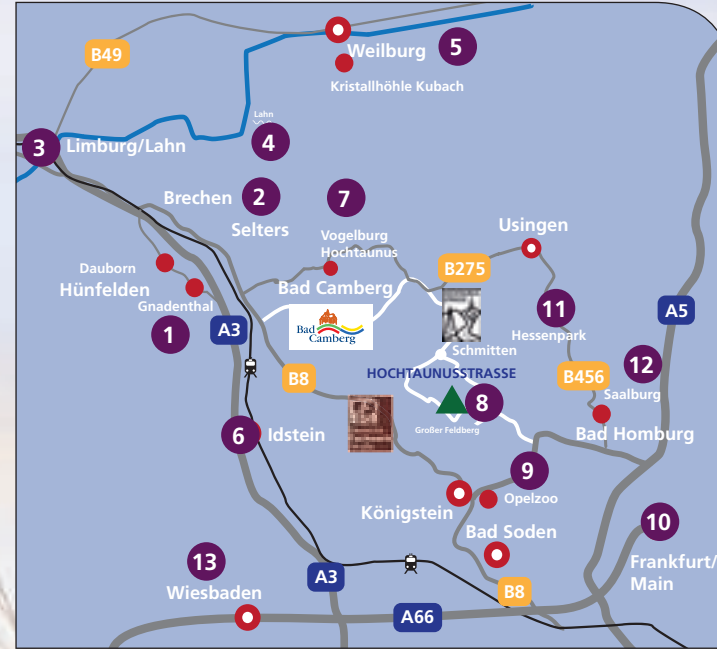 Weilburg
5
B49
Kristallhöhle Kubach
Lahn
3
Limburg/Lahn
4
Brechen
2
7
Selters
Vogelburg
Hochtaunus
Usingen
Dauborn
B275
Hünfelden
Bad Camberg
Gnadenthal
11
A5
1
A3
Bad
Camberg
Hessenpark
Schmitten
12
HOCHTAUNUSSTRASSE
B8
B456
Saalburg
8
6
Idstein
Großer Feldberg
Bad Homburg
9
Königstein
Opelzoo
10
Bad Soden
13
Frankfurt/
Main
A3
Wiesbaden
B8
A66